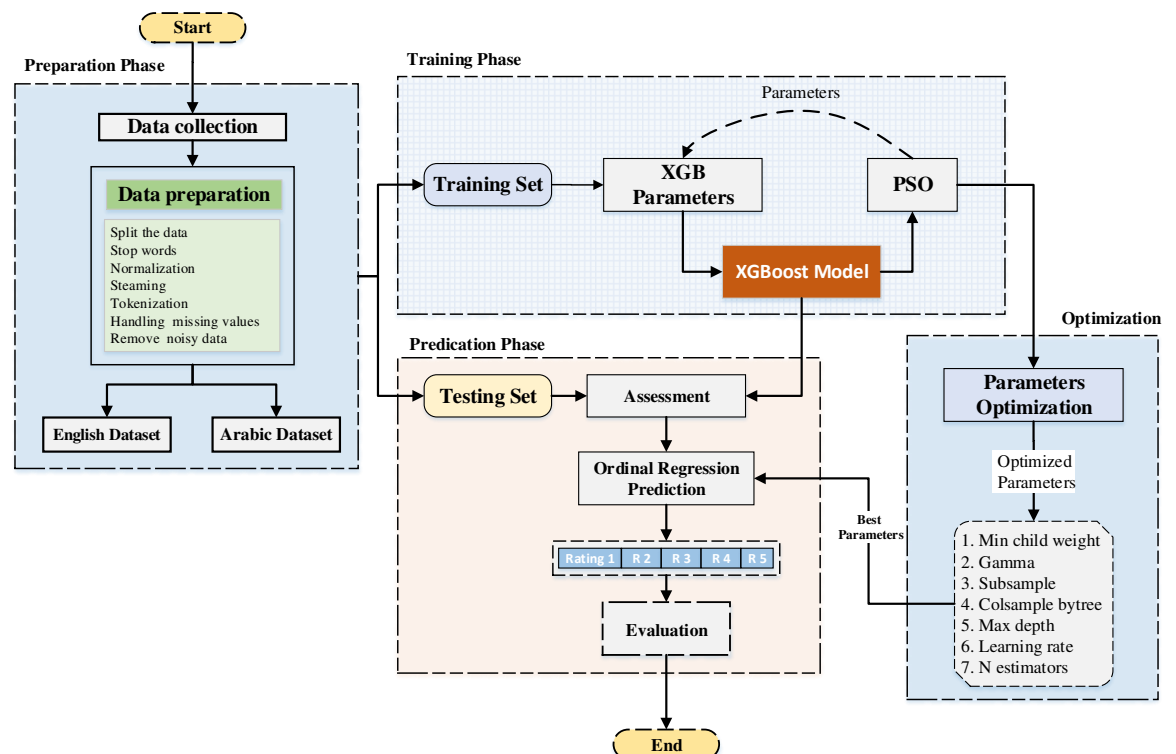 Start
Preparation Phase
Data collection
Data preparation
Split the data
Stop words
Normalization
Steaming
Tokenization
Handling missing values
Remove noisy data
English Dataset
Arabic Dataset
Training Phase
Parameters
Training Set
XGB
Parameters
PSO
XGBoost Model
Predication Phase
Testing Set
Assessment
Ordinal Regression
Prediction
Rating 1
R 2
R 3
R 4
R 5
Evaluation
End
Optimization
Parameters
Optimization
Optimized
Parameters
Best
Parameters
1. Min child weight
2. Gamma
3. Subsample
4. Colsample bytree
5. Max depth
6. Learning rate
7. N estimators